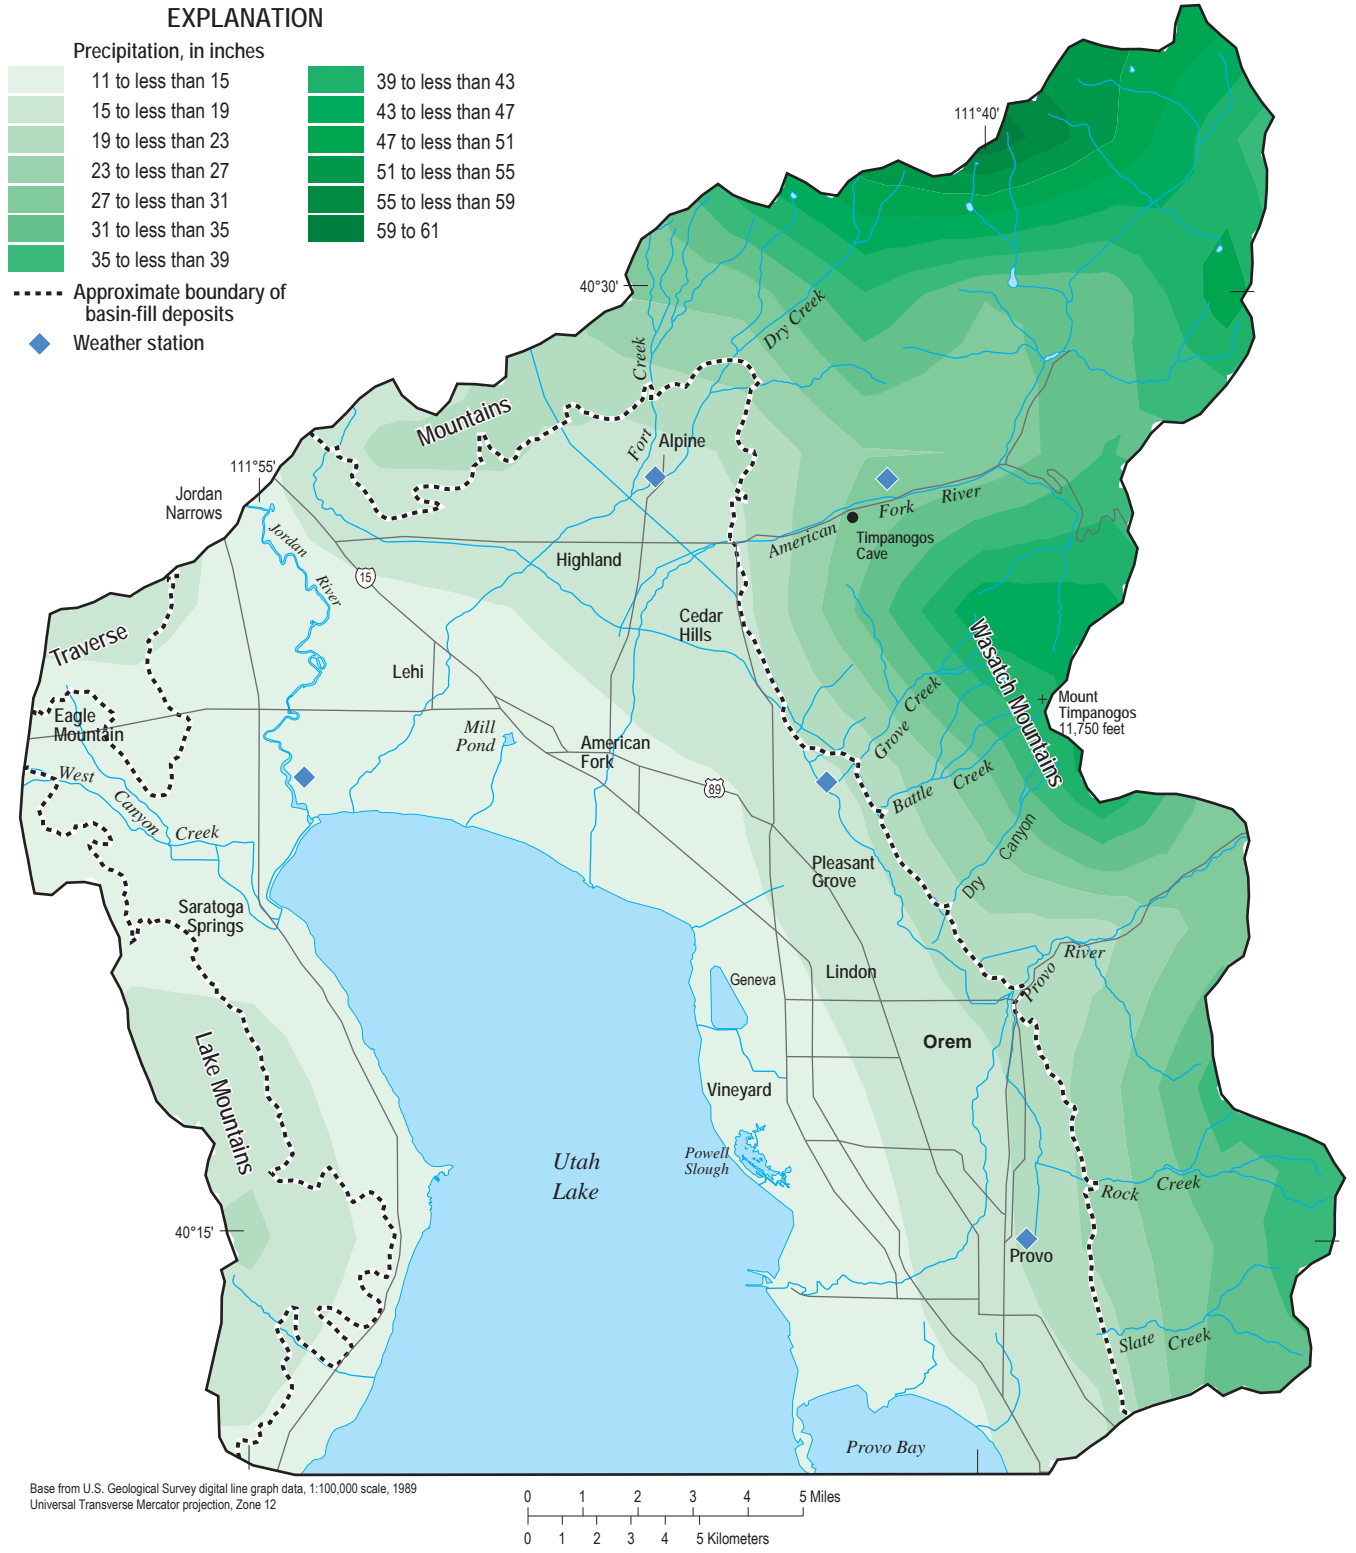 EXPLANATION
Precipitation, in inches
11 to less than 15
15 to less than 19
19 to less than 23
23 to less than 27
27 to less than 31
31 to less than 35
35 to less than 39
39 to less than 43
43 to less than 47
47 to less than 51
51 to less than 55
55 to less than 59
59 to 61
Approximate boundary of
basin-fill deposits
Weather station
111°40'
40°30'
Dry Creek
Fort Creek
Mountains
Alpine
111°55'
Jordan
Narrows
Jordan River
15
Highland
American Fork River
Timpanogos
Cave
Cedar
Hills
Traverse
Lehi
Wasatch Mountains
Mount
Timpanogos
11,750 feet
Eagle
Mountain
Mill
Pond
American
Fork
Grove Creek
West Canyon Creek
89
Battle Creek
Dry Canyon
Pleasant
Grove
Saratoga
Springs
Provo River
Geneva
Lindon
Orem
Lake Mountains
Vineyard
Powell
Slough
Utah
Lake
Rock Creek
40°15'
Provo
Slate Creek
Provo Bay
Base from U.S. Geological Survey digital line graph data, 1:100,000 scale, 1989
Universal Transverse Mercator projection, Zone 12
0 1 2 3 4 5 Miles
0 1 2 3 4 5 Kilometers